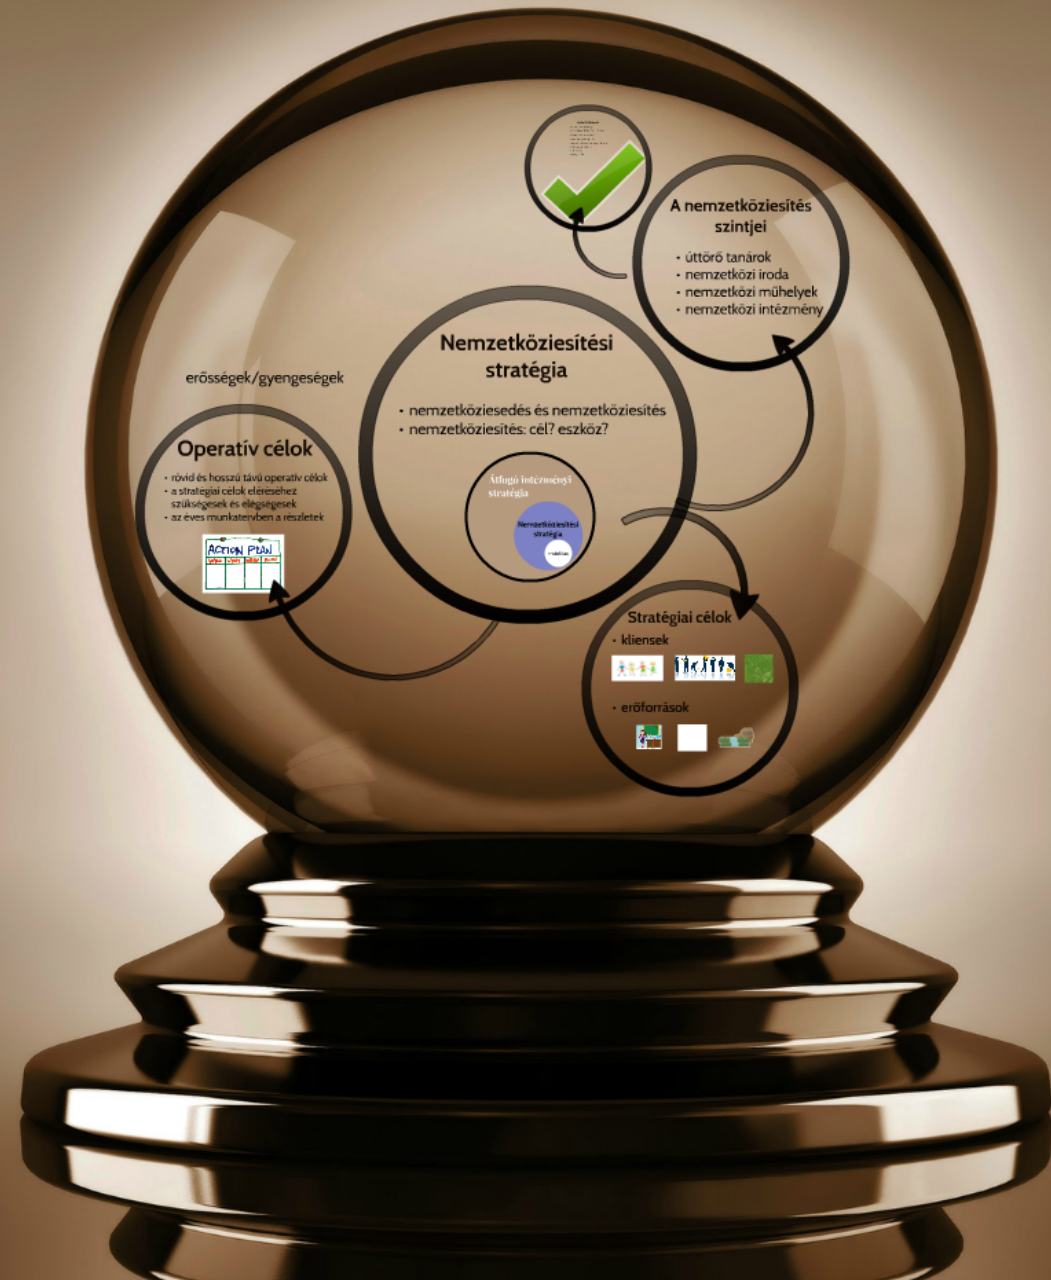 A nemzetköziesítés
szintjei
• úttörő tanárok
• nemzetközi iroda
• nemzetközi műhelyek
• nemzetközi intézmény
Nemzetköziesítési
stratégia
• nemzetköziesedés és nemzetköziesítés
• nemzetköziesítés: cél? eszköz?
Átfogó intézményi
stratégia
Nemzetköziesítési
stratégia
erősségek/gyengeségek
Operatív célok
• rövid és hosszú távú operatív célok
• a stratégiai célok eléréséhez
szükségesek és elégségesek
• az éves munkatervben a részletek
ACTION PLAN
Stratégiai célok
• kliensek
• erőforrások